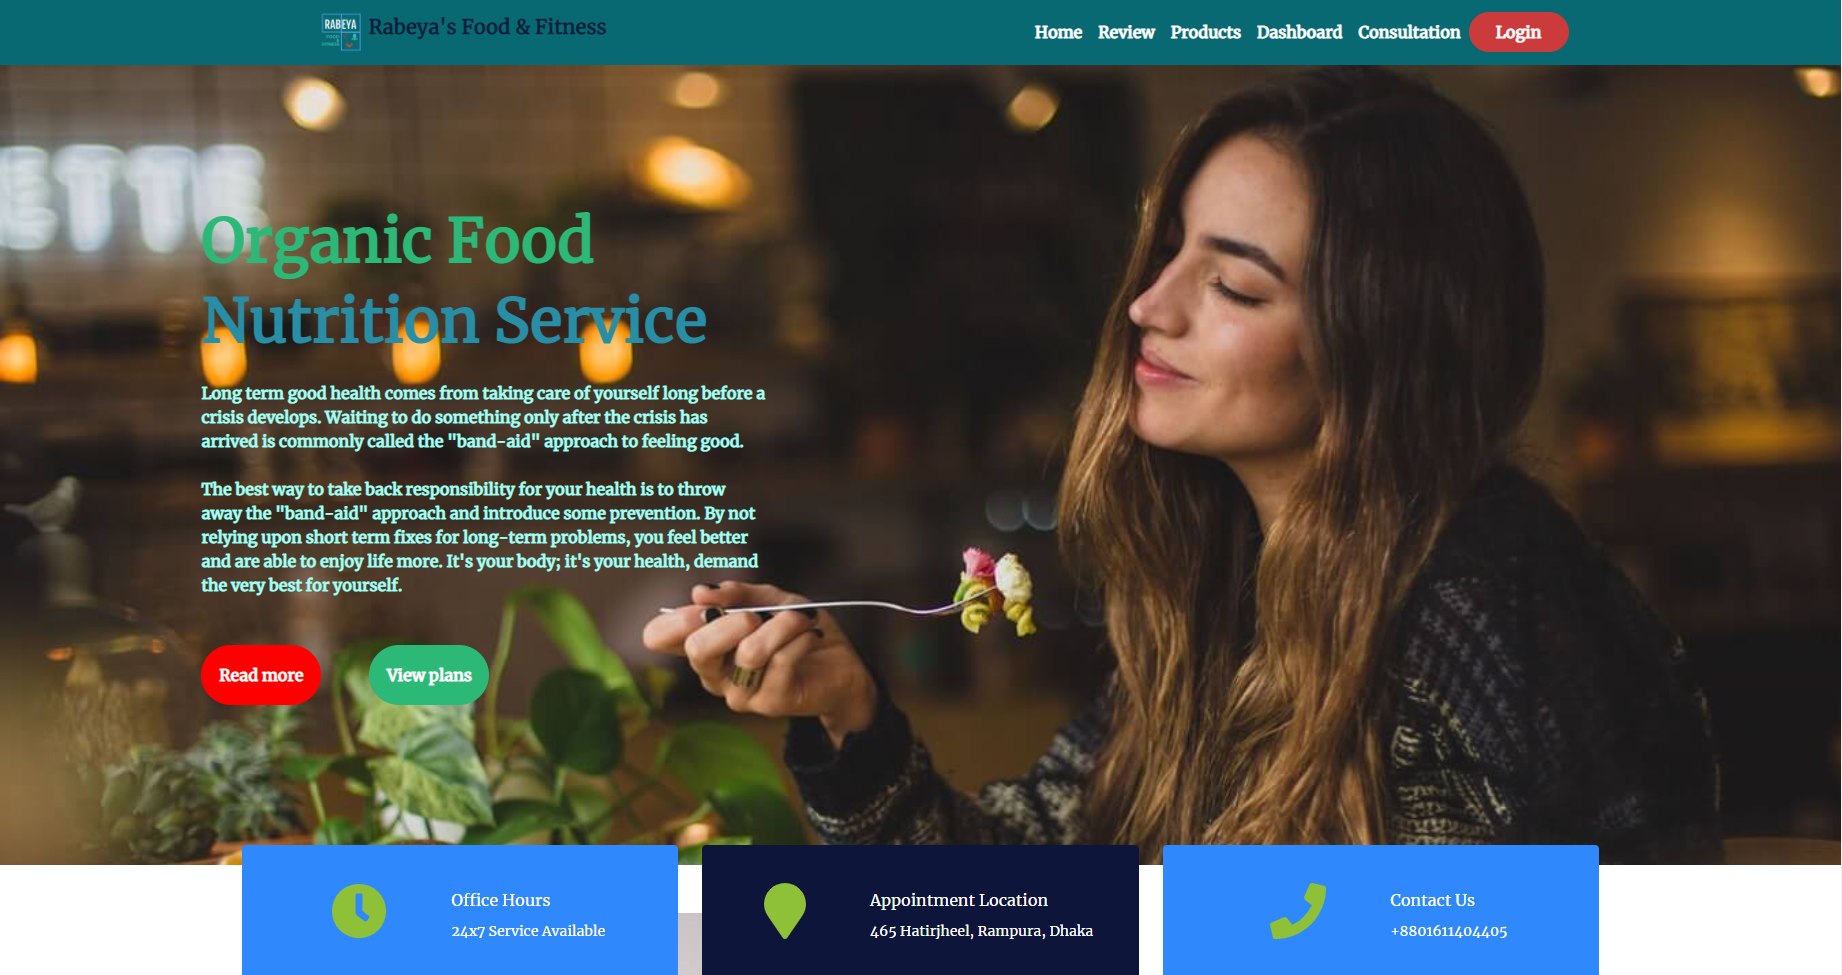 RABEYA
FOOD
&
FITNESS
Rabeya's Food & Fitness
Home Review Products Dashboard Consultation Login
ETTE
Organic Food
Nutrition Service
Long term good health comes from taking care of yourself long before a
crisis develops. Waiting to do something only after the crisis has
arrived is commonly called the "band-aid" approach to feeling good.
The best way to take back responsibility for your health is to throw
away the "band-aid" approach and introduce some prevention. By not
relying upon short term fixes for long-term problems, you feel better
and are able to enjoy life more. It's your body; it's your health, demand
the very best for yourself.
Read more View plans
Office Hours
24x7 Service Available
Appointment Location
465 Hatirjheel, Rampura, Dhaka
Contact Us
+8801611404405